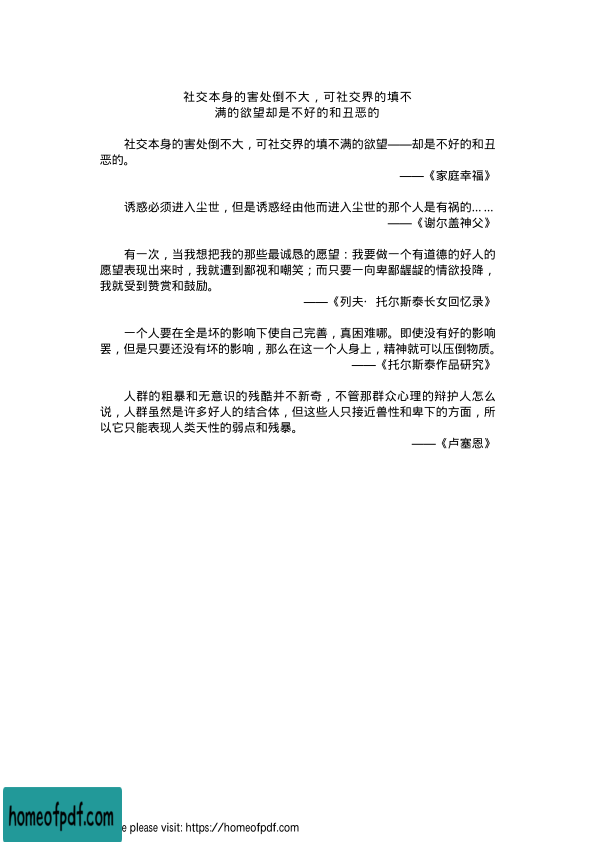 社交本身的害处倒不大，可社交界的填不
满的欲望却是不好的和丑恶的
社交本身的害处倒不大，可社交界的填不满的欲望——却是不好的和丑
恶的。
——《家庭幸福》
诱惑必须进入尘世，但是诱惑经由他而进入尘世的那个人是有祸的……
——《谢尔盖神父》
有一次，当我想把我的那些最诚恳的愿望：我要做一个有道德的好人的
愿望表现出来时，我就遭到鄙视和嘲笑；而只要一向卑鄙龌龊的情欲投降，
我就受到赞赏和鼓励。
——《列夫·托尔斯泰长女回忆录》
一个人要在全是坏的影响下使自己完善，真困难哪。即使没有好的影响
罢，但是只要还没有坏的影响，那么在这一个人身上，精神就可以压倒物质。
——《托尔斯泰作品研究》
人群的粗暴和无意识的残酷并不新奇，不管那群众心理的辩护人怎么
说，人群虽然是许多好人的结合体，但这些人只接近兽性和卑下的方面，所
以它只能表现人类天性的弱点和残暴。
——《卢塞恩》
homeofpdf.com
e please visit: https://homeofpdf.com